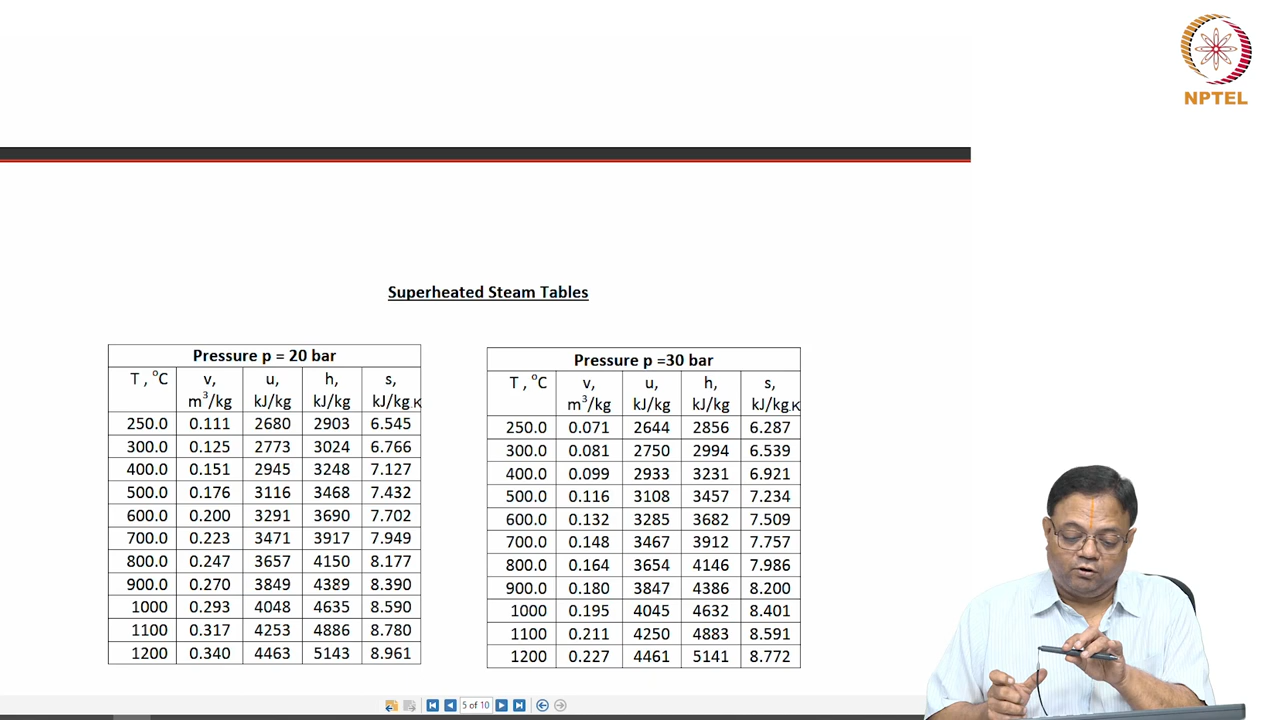 NPTEL
Superheated Steam Tables
Pressure p = 20 bar
T , °C v, u, h, s,
m³/kg kJ/kg kJ/kg kJ/kg K
250.0 0.111 2680 2903 6.545
300.0 0.125 2773 3024 6.766
400.0 0.151 2945 3248 7.127
500.0 0.176 3116 3468 7.432
600.0 0.200 3291 3690 7.702
700.0 0.223 3471 3917 7.949
800.0 0.247 3657 4150 8.177
900.0 0.270 3849 4389 8.390
1000 0.293 4048 4635 8.590
1100 0.317 4253 4886 8.780
1200 0.340 4463 5143 8.961
Pressure p =30 bar
T , °C v, u, h, s,
m³/kg kJ/kg kJ/kg kJ/kg.K
250.0 0.071 2644 2856 6.287
300.0 0.081 2750 2994 6.539
400.0 0.099 2933 3231 6.921
500.0 0.116 3108 3457 7.234
600.0 0.132 3285 3682 7.509
700.0 0.148 3467 3912 7.757
800.0 0.164 3654 4146 7.986
900.0 0.180 3847 4386 8.200
1000 0.195 4045 4632 8.401
1100 0.211 4250 4883 8.591
1200 0.227 4461 5141 8.772
5 of 10